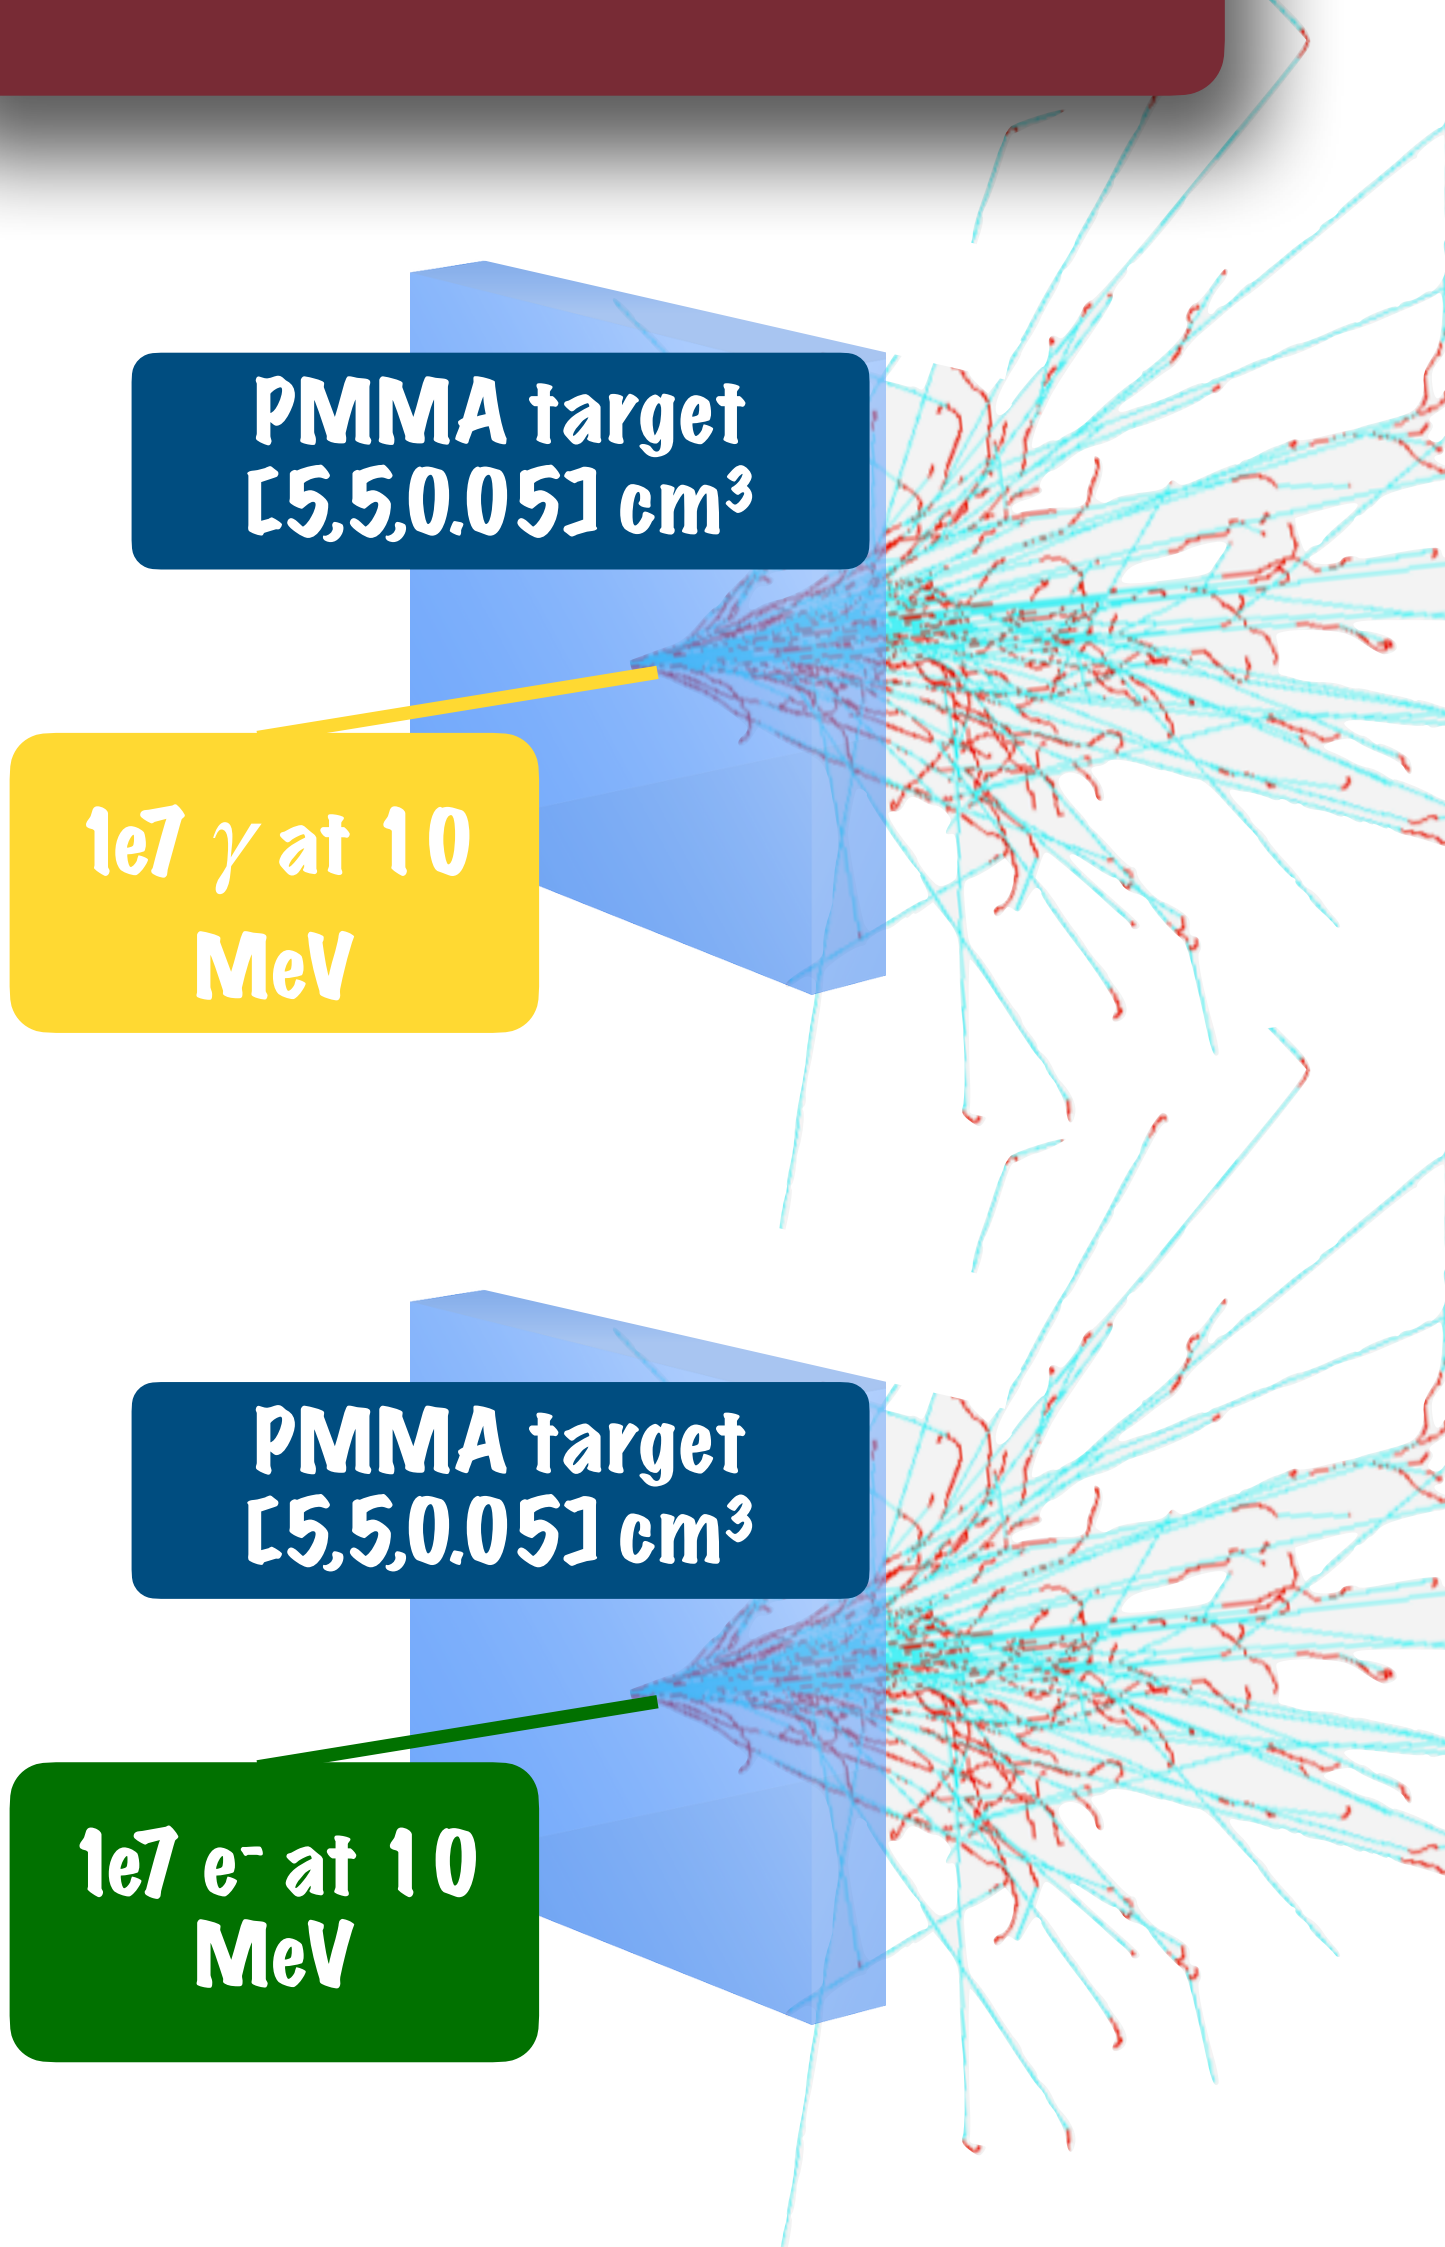 PMMA target
[5,5,0.05] cm³
1e7 γ at 10
MeV
PMMA target
[5,5,0.05] cm³
1e7 e⁻ at 10
MeV